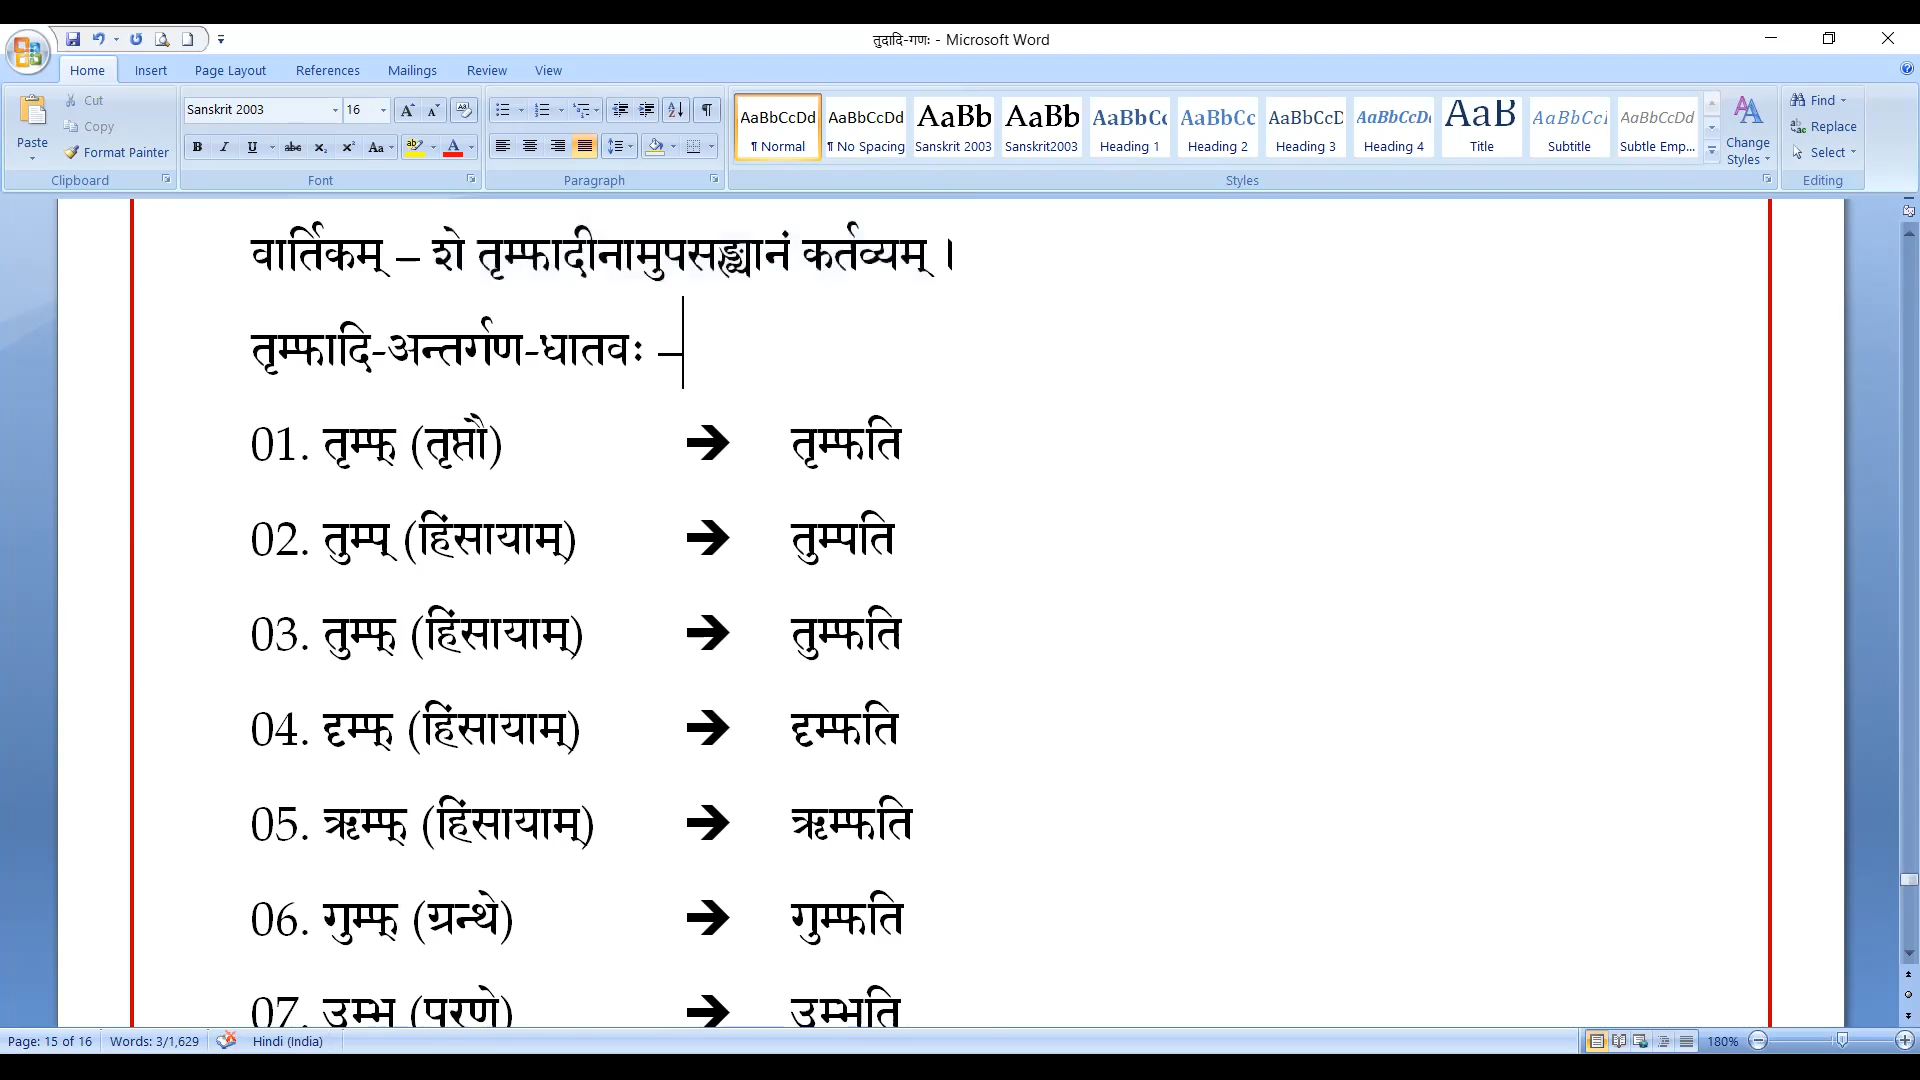 तुदादि-गणः - Microsoft Word
Home Insert Page Layout References Mailings Review View
Paste
Cut
Copy
Format Painter
Clipboard
Sanskrit 2003 16
Font
Paragraph
AaBbCcDd AaBbCcDd AaBb AaBb AaBbCc AaBbCc AaBbCcD AaBbCcDi AaB AaBbCcI AaBbCcDd
¶ Normal ¶ No Spacing Sanskrit 2003 Sanskrit2003 Heading 1 Heading 2 Heading 3 Heading 4 Title Subtitle Subtle Emp...
Change Styles
Styles
Find
Replace
Select
Editing
वार्तिकम् – शे तृम्फादीनामुपसङ्ख्यानं कर्तव्यम् ।
तृम्फादि-अन्तर्गण-धातवः –
01. तृम्फ् (तृप्तौ) ➔ तृम्फति
02. तुम्प् (हिंसायाम्) ➔ तुम्पति
03. तुम्फ् (हिंसायाम्) ➔ तुम्फति
04. दृम्फ् (हिंसायाम्) ➔ दृम्फति
05. ऋम्फ् (हिंसायाम्) ➔ ऋम्फति
06. गुम्फ् (ग्रन्थे) ➔ गुम्फति
07. उम्भ् (पूरणे) ➔ उम्भति
Page: 15 of 16 Words: 3/1,629 Hindi (India) 180%